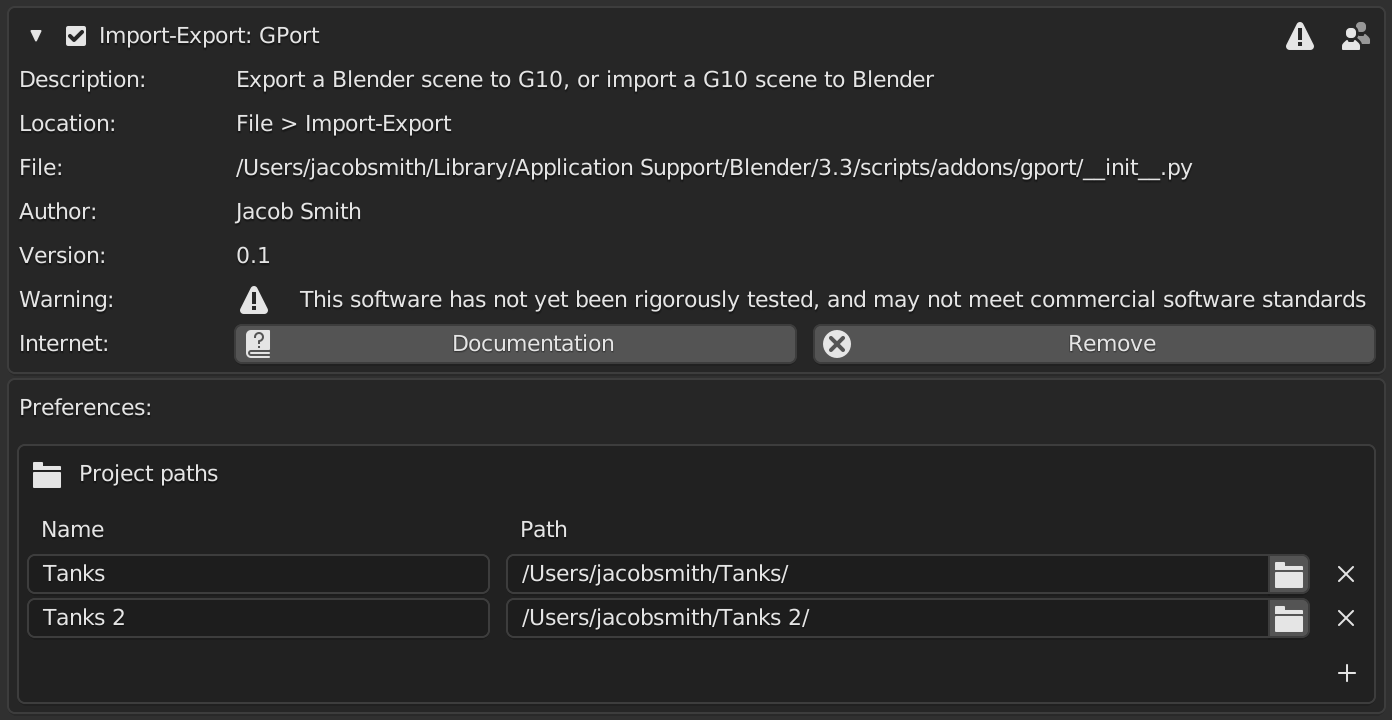 Import-Export: GPort
Description: Export a Blender scene to G10, or import a G10 scene to Blender
Location: File > Import-Export
File: /Users/jacobsmith/Library/Application Support/Blender/3.3/scripts/addons/gport/__init__.py
Author: Jacob Smith
Version: 0.1
Warning: This software has not yet been rigorously tested, and may not meet commercial software standards
Internet: Documentation Remove
Preferences:
Project paths
Name Path
Tanks /Users/jacobsmith/Tanks/
Tanks 2 /Users/jacobsmith/Tanks 2/